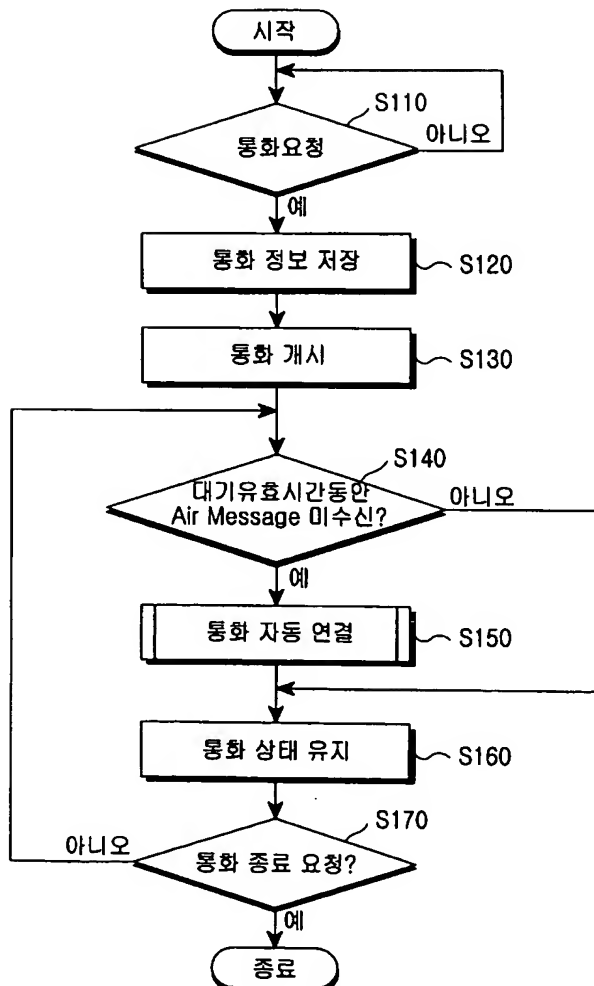 시작
S110
통화요청
아니오
예
통화 정보 저장
S120
통화 개시
S130
S140
대기유효시간동안
Air Message 미수신?
아니오
예
통화 자동 연결
S150
통화 상태 유지
S160
S170
아니오
통화 종료 요청?
예
종료